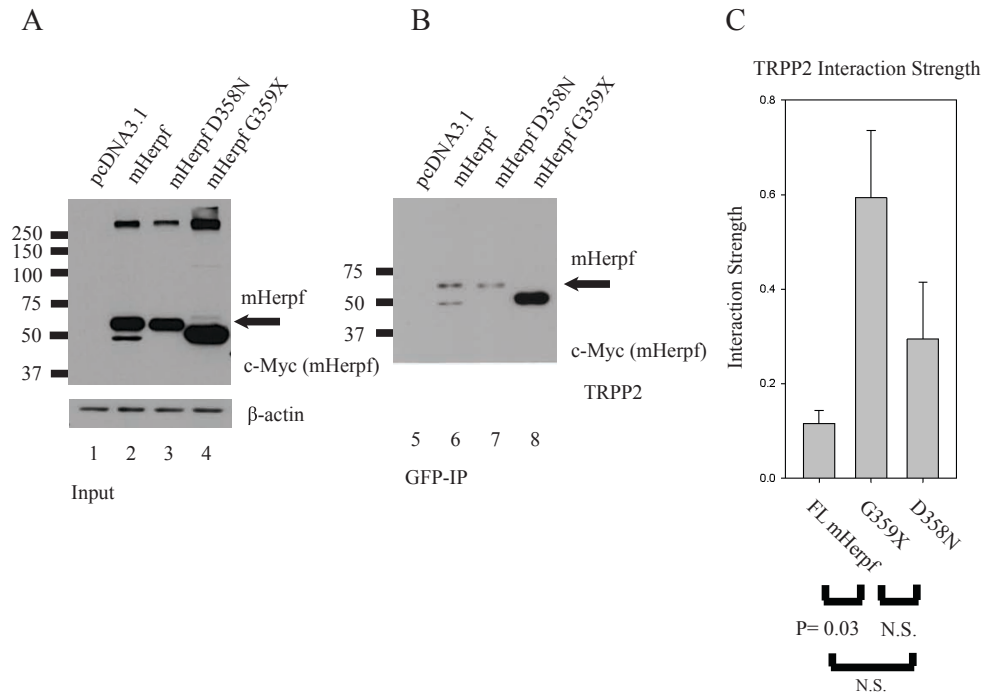 A
pcDNA3.1
mHerpf
mHerpf D358N
mHerpf G359X
250
150
100
75
50
37
mHerpf
c-Myc (mHerpf)
β-actin
1 2 3 4
Input
B
pcDNA3.1
mHerpf
mHerpf D358N
mHerpf G359X
75
50
37
mHerpf
c-Myc (mHerpf)
TRPP2
5 6 7 8
GFP-IP
C
TRPP2 Interaction Strength
Interaction Strength
0.8
0.6
0.4
0.2
0.0
FL mHerpf
G359X
D358N
P= 0.03 N.S.
N.S.